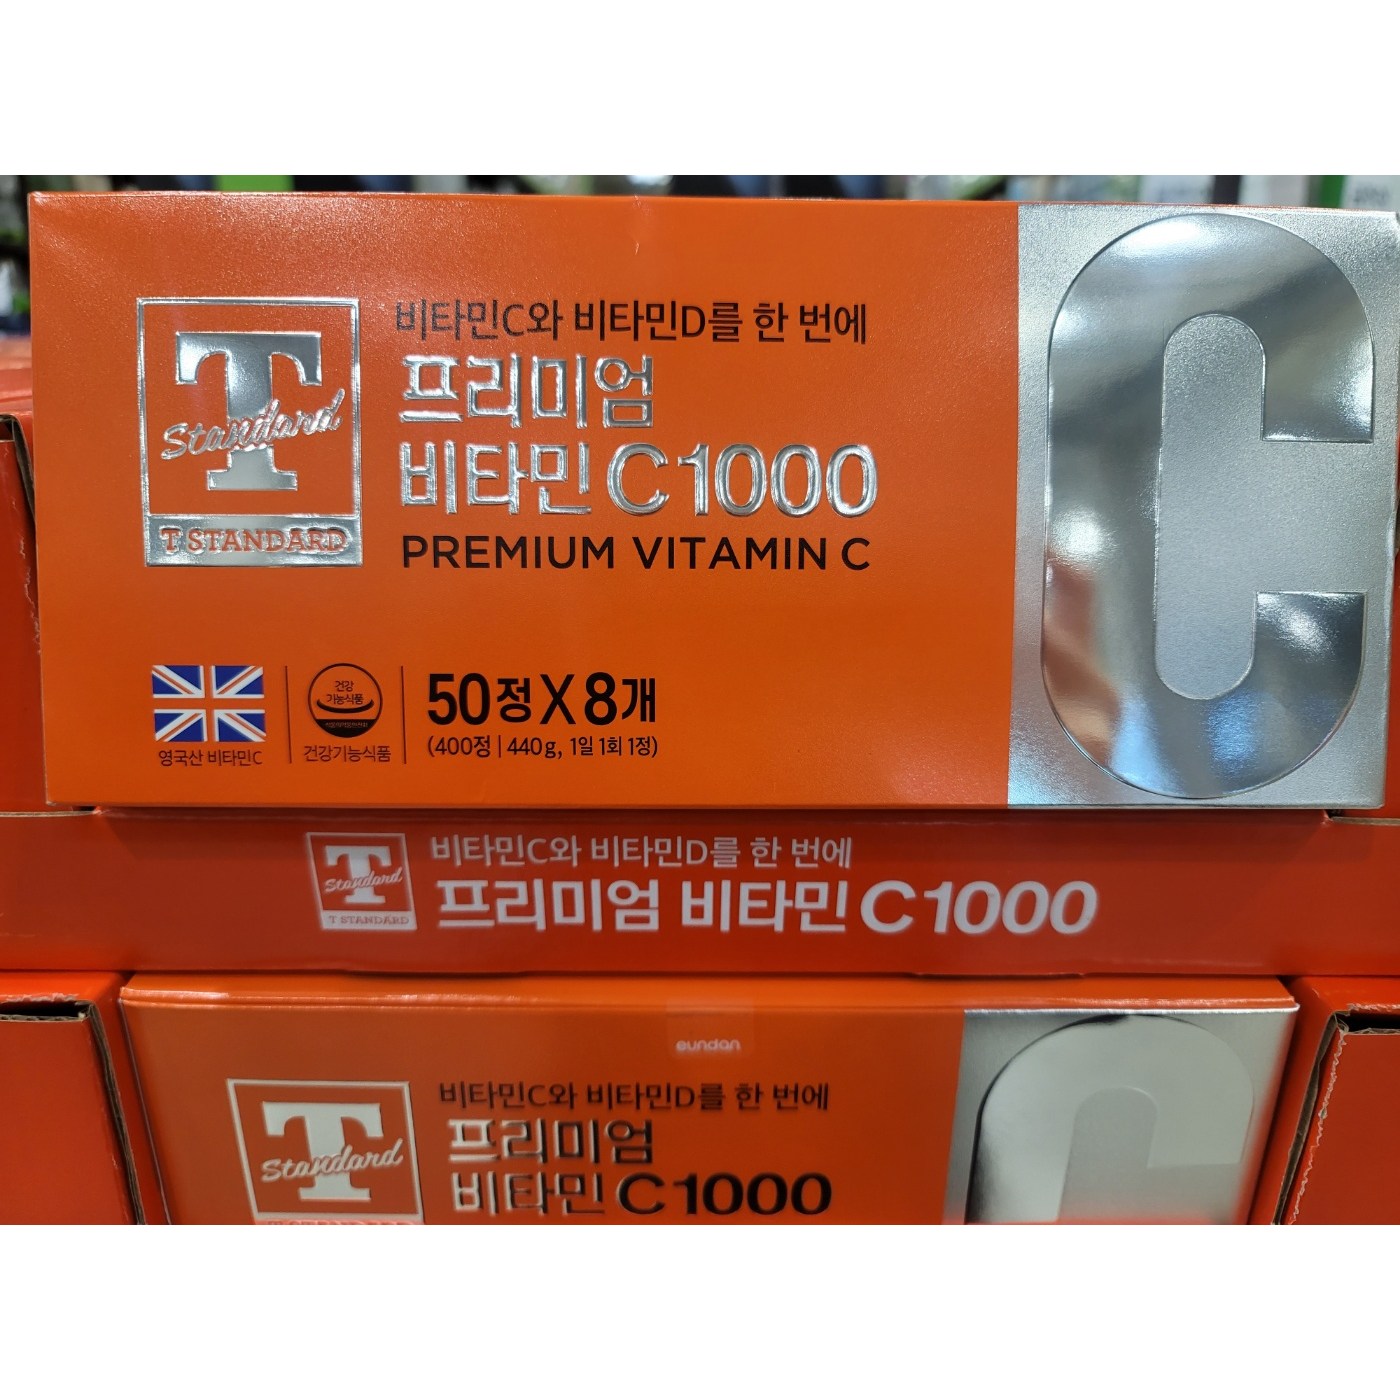 비타민C와 비타민D를 한 번에
프리미엄
비타민 C1000
PREMIUM VITAMIN C
T
Standard
T STANDARD
영국산 비타민C
건강
기능식품
건강기능식품
50정 X 8개
(400정 | 440g, 1일 1회 1정)
T
Standard
T STANDARD
비타민C와 비타민D를 한 번에
프리미엄 비타민 C1000
eundan
T
Standard
T STANDARD
비타민C와 비타민D를 한 번에
프리미엄
비타민 C1000